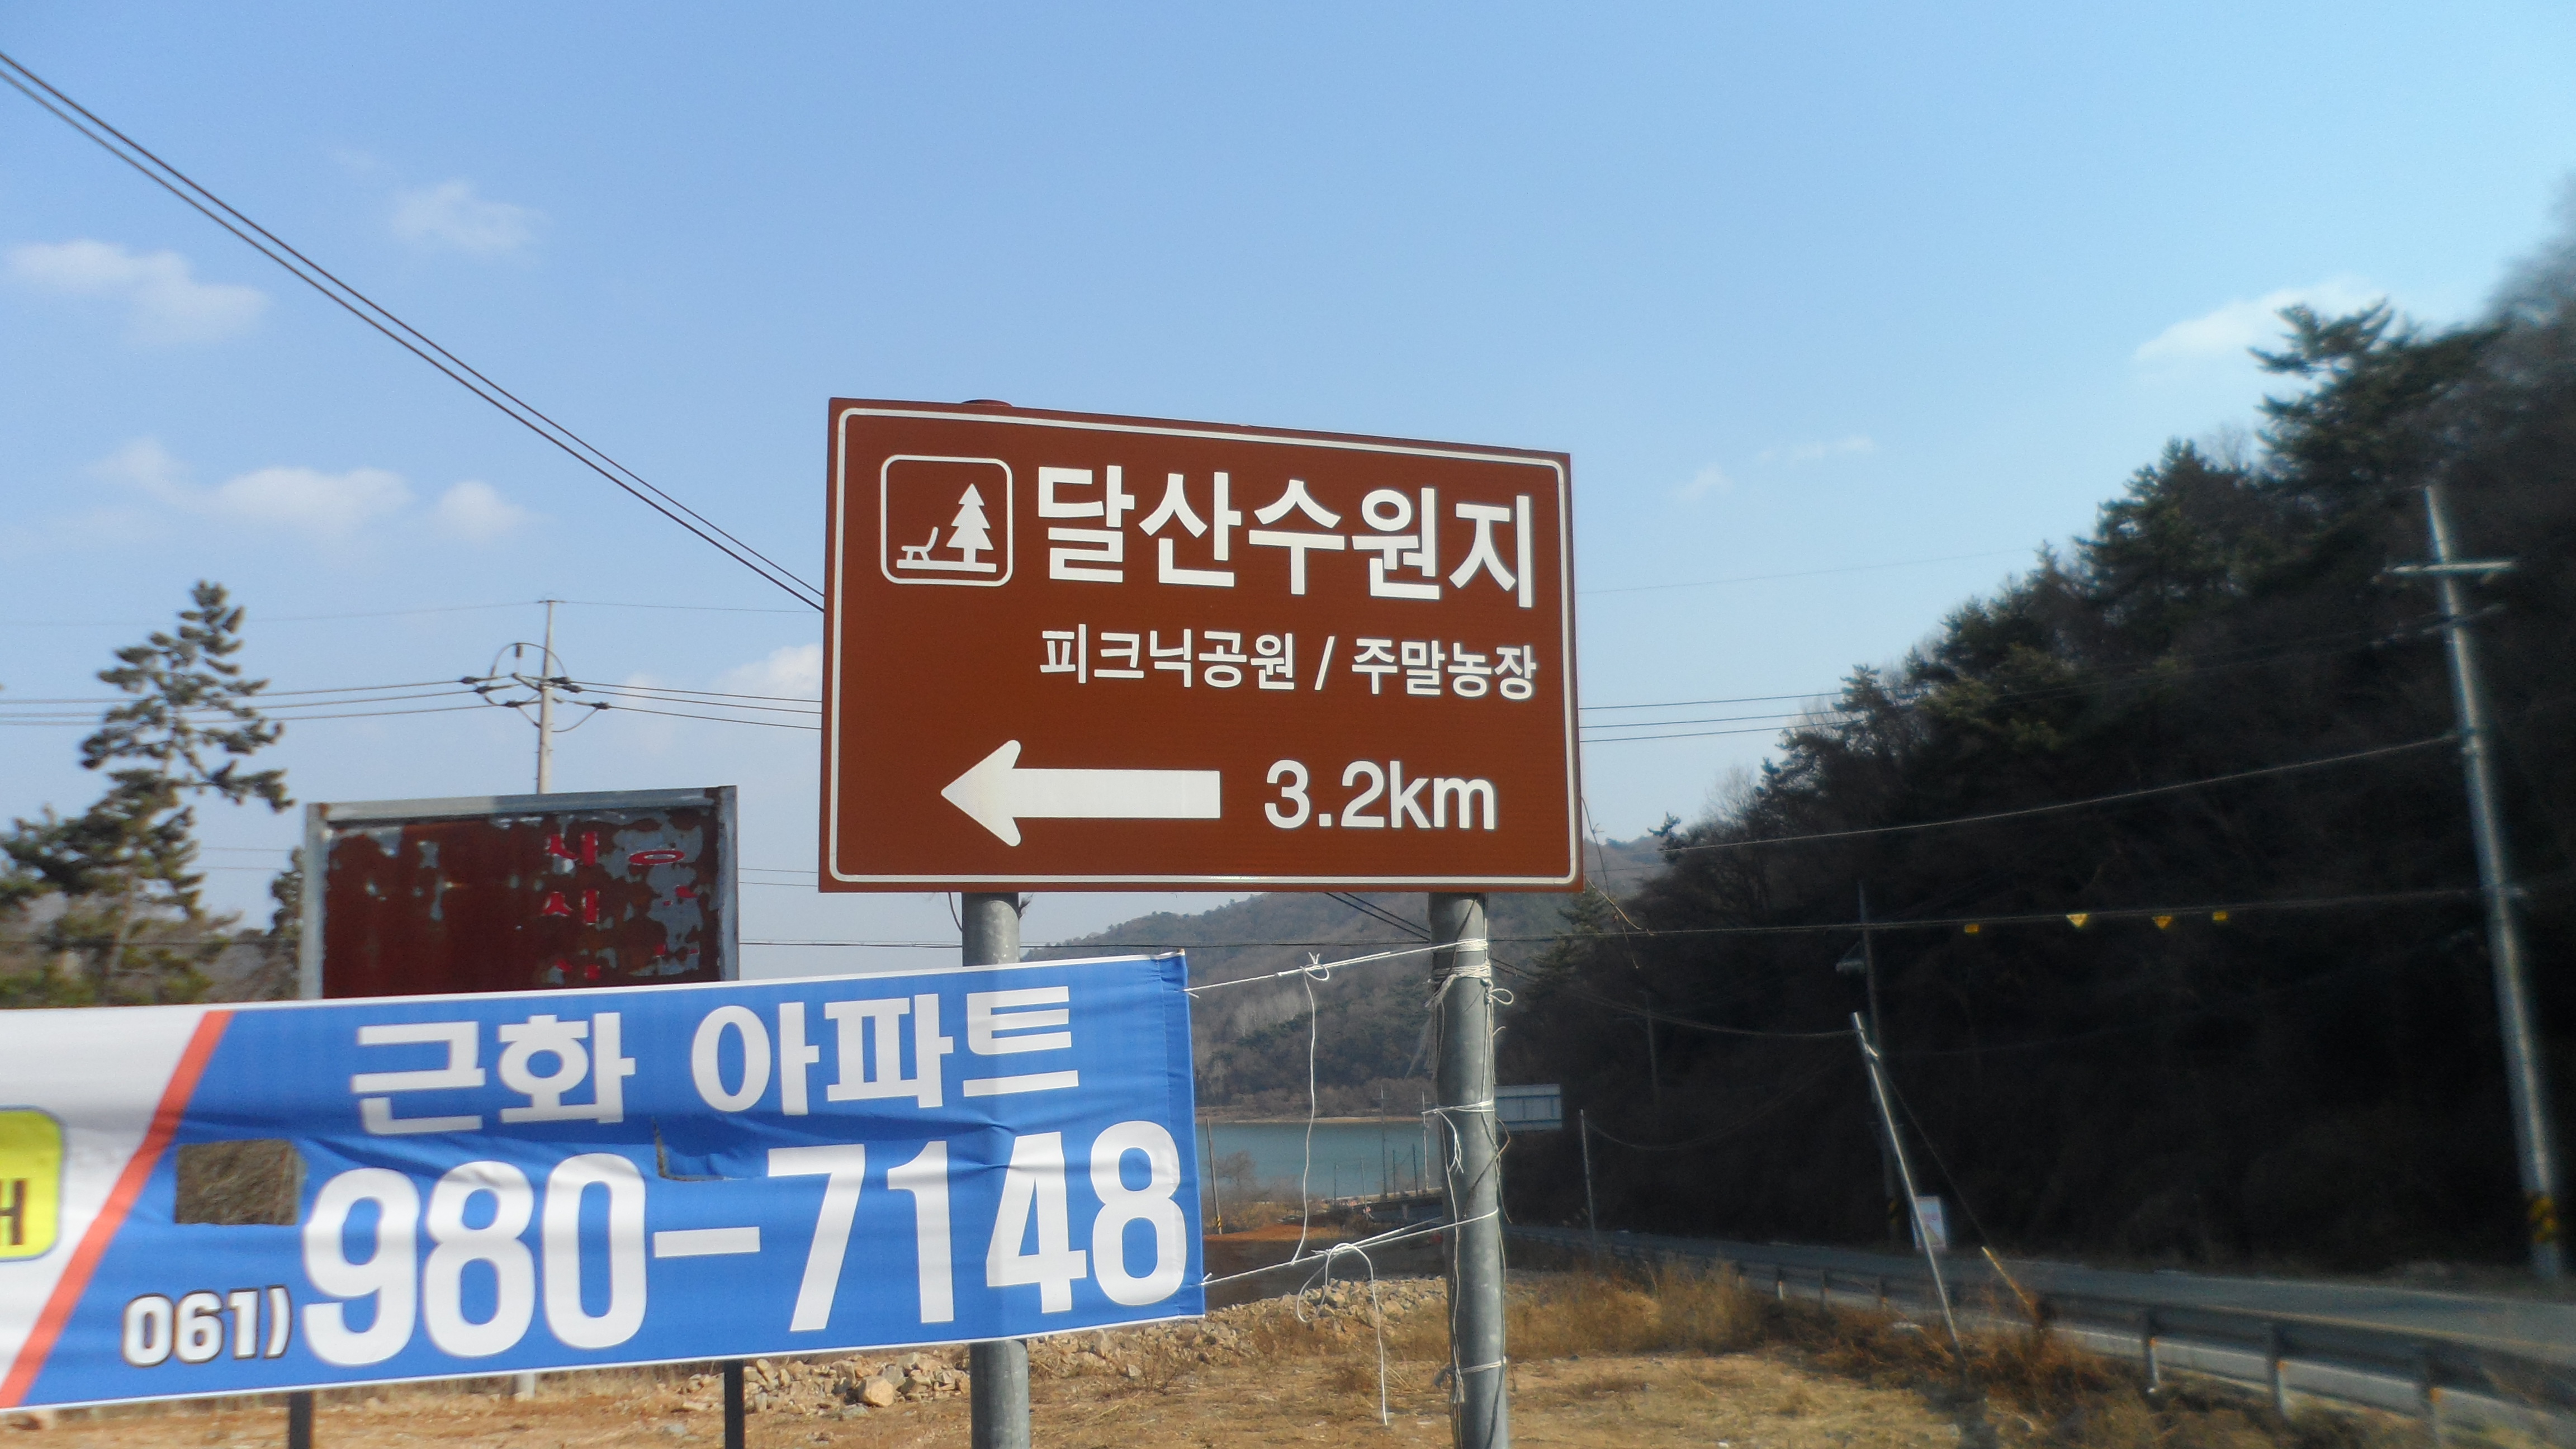 달산수원지
피크닉공원 / 주말농장
3.2km
근화 아파트
061) 980-7148